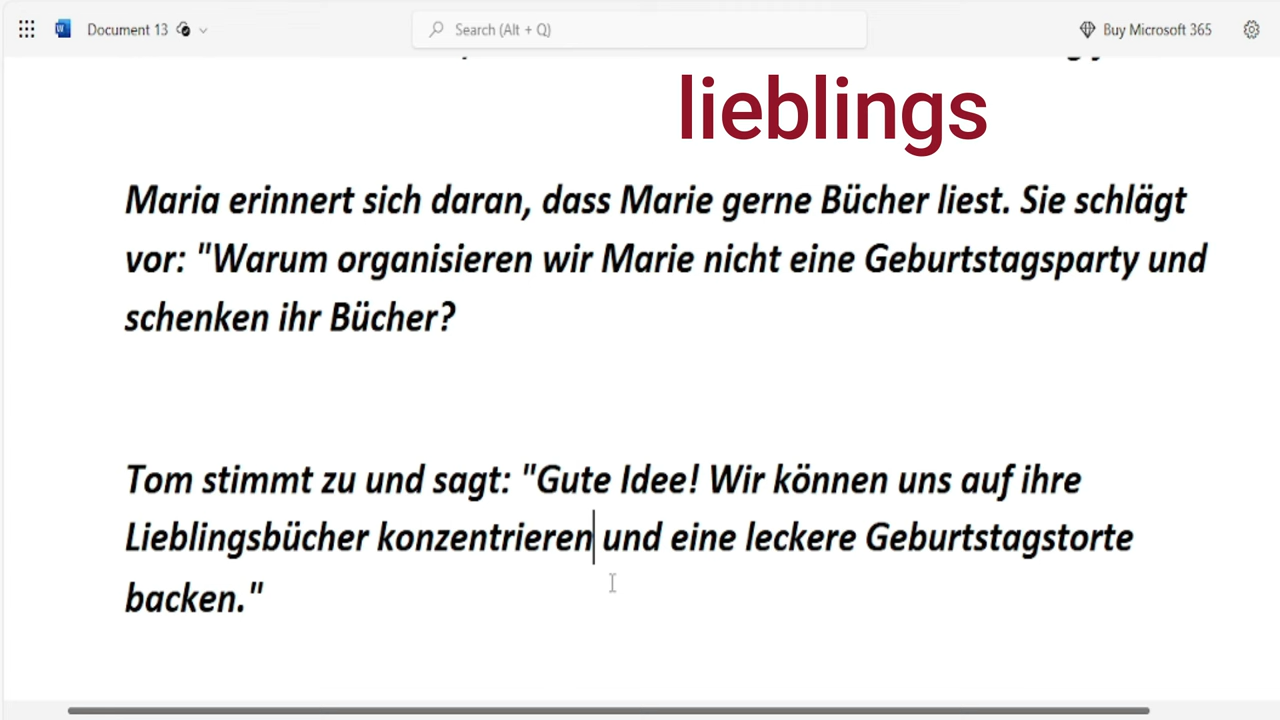 Document 13
Search (Alt + Q)
Buy Microsoft 365
lieblings
Maria erinnert sich daran, dass Marie gerne Bücher liest. Sie schlägt
vor: "Warum organisieren wir Marie nicht eine Geburtstagsparty und
schenken ihr Bücher?
Tom stimmt zu und sagt: "Gute Idee! Wir können uns auf ihre
Lieblingsbücher konzentrieren und eine leckere Geburtstagstorte
backen."